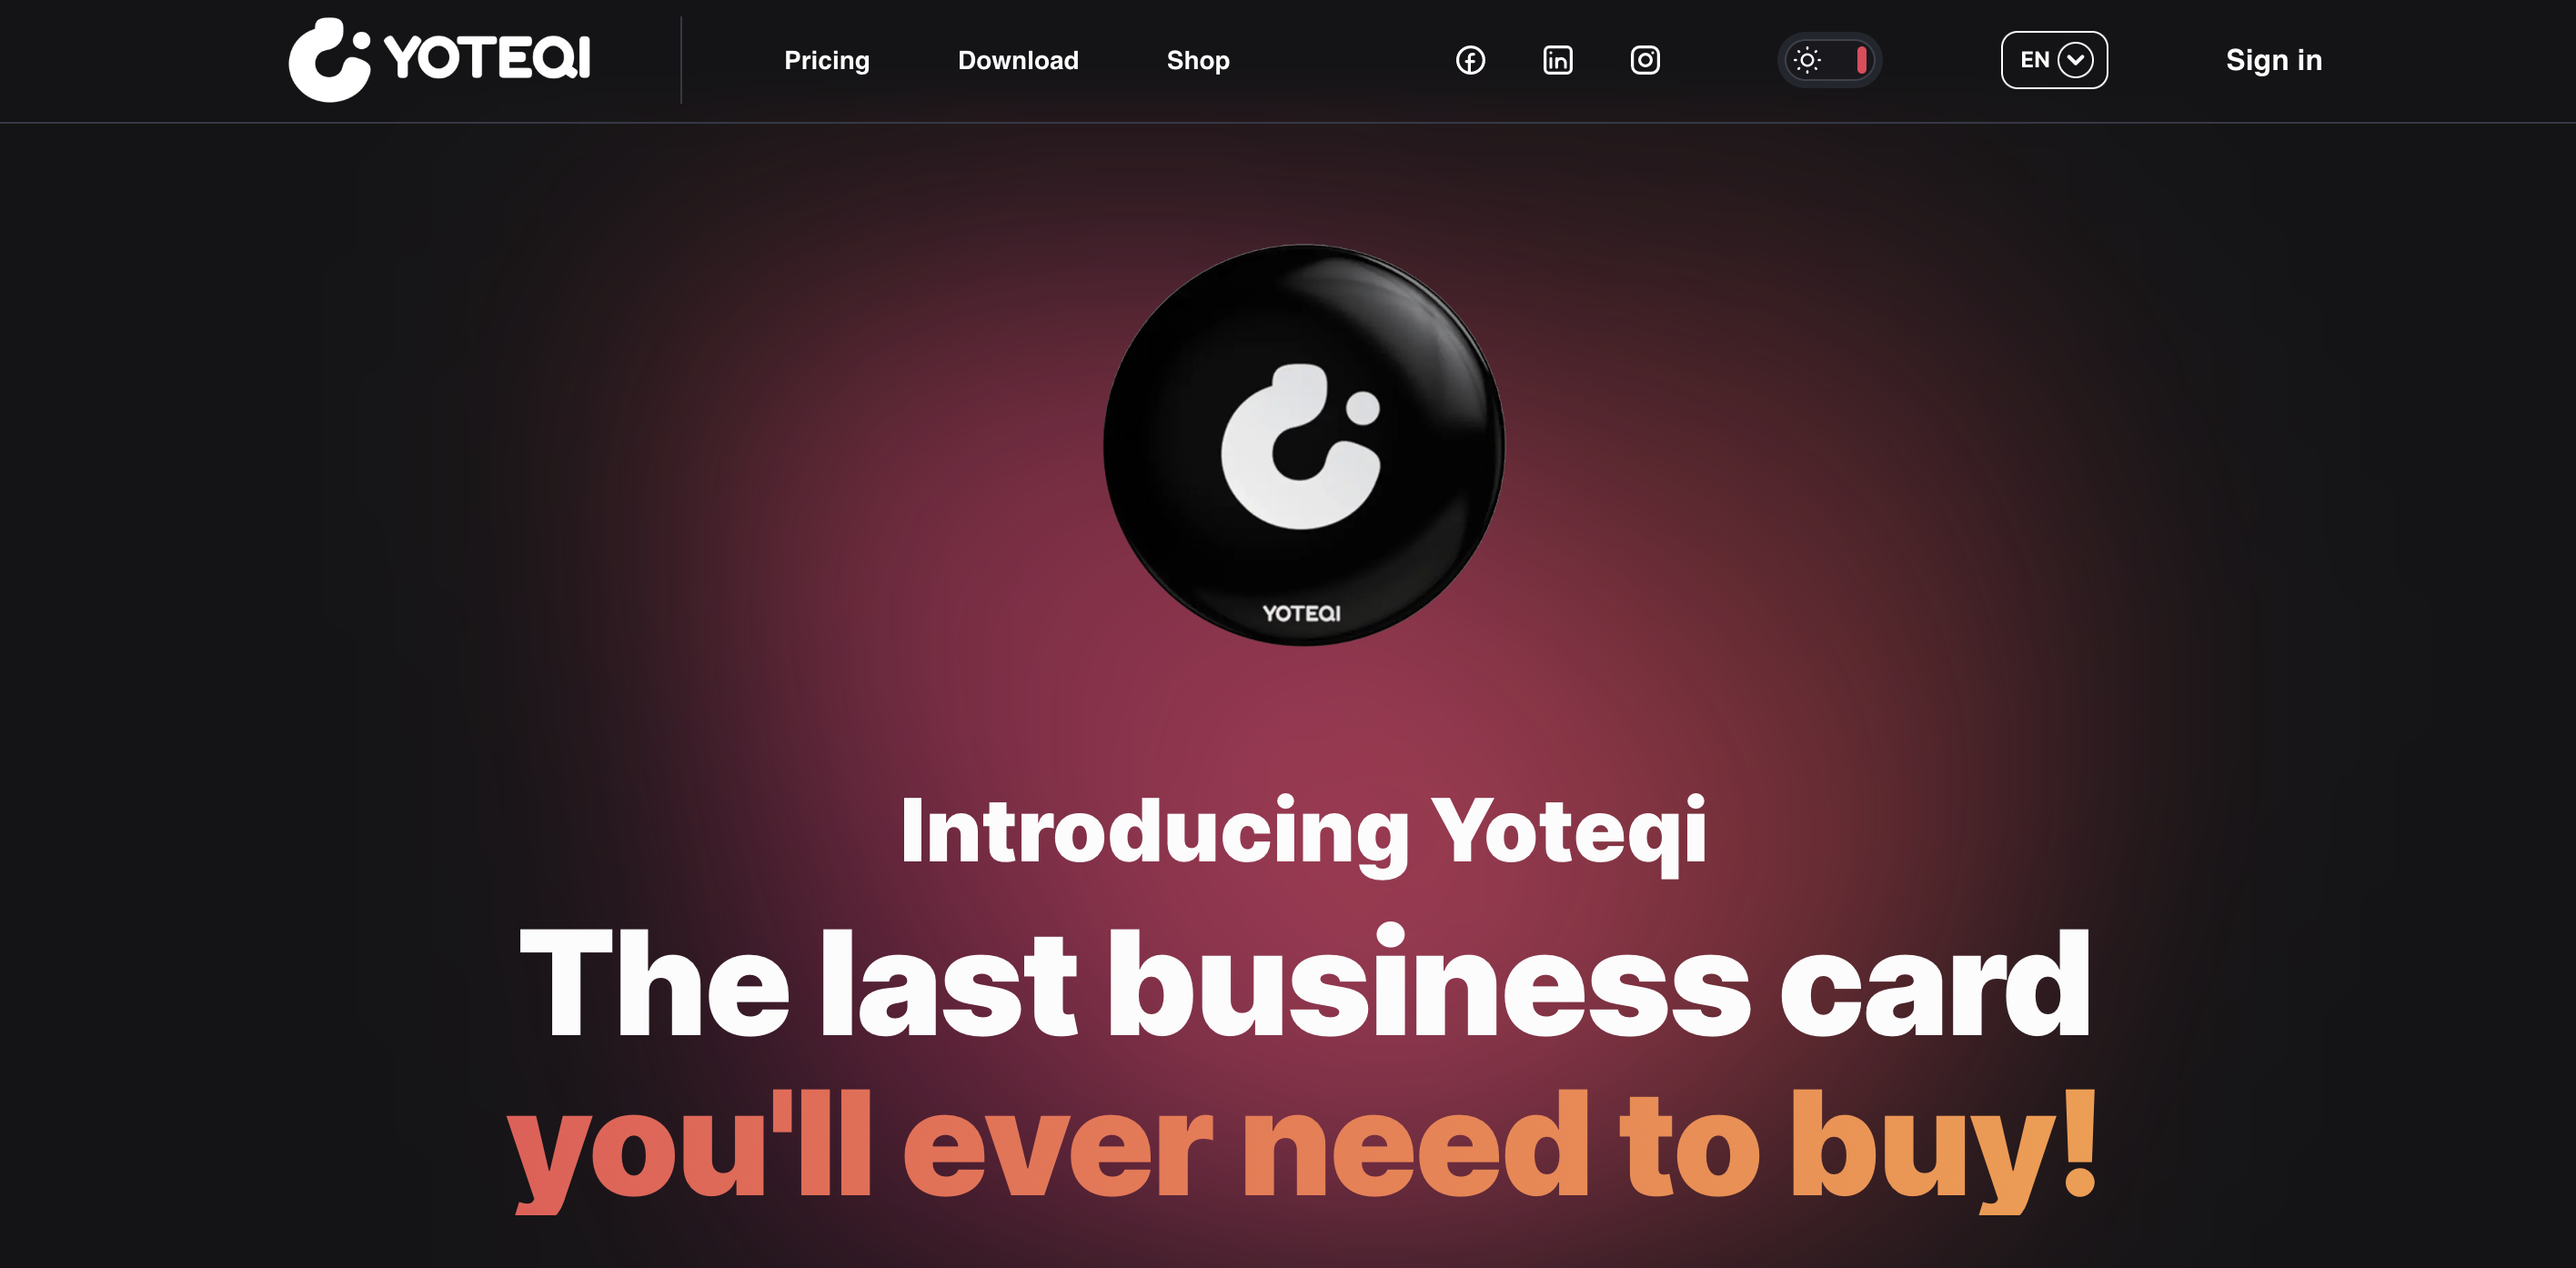 YOTEQI
Pricing
Download
Shop
in
EN
Sign in
YOTEQI
Introducing Yoteqi
The last business card
you'll ever need to buy!